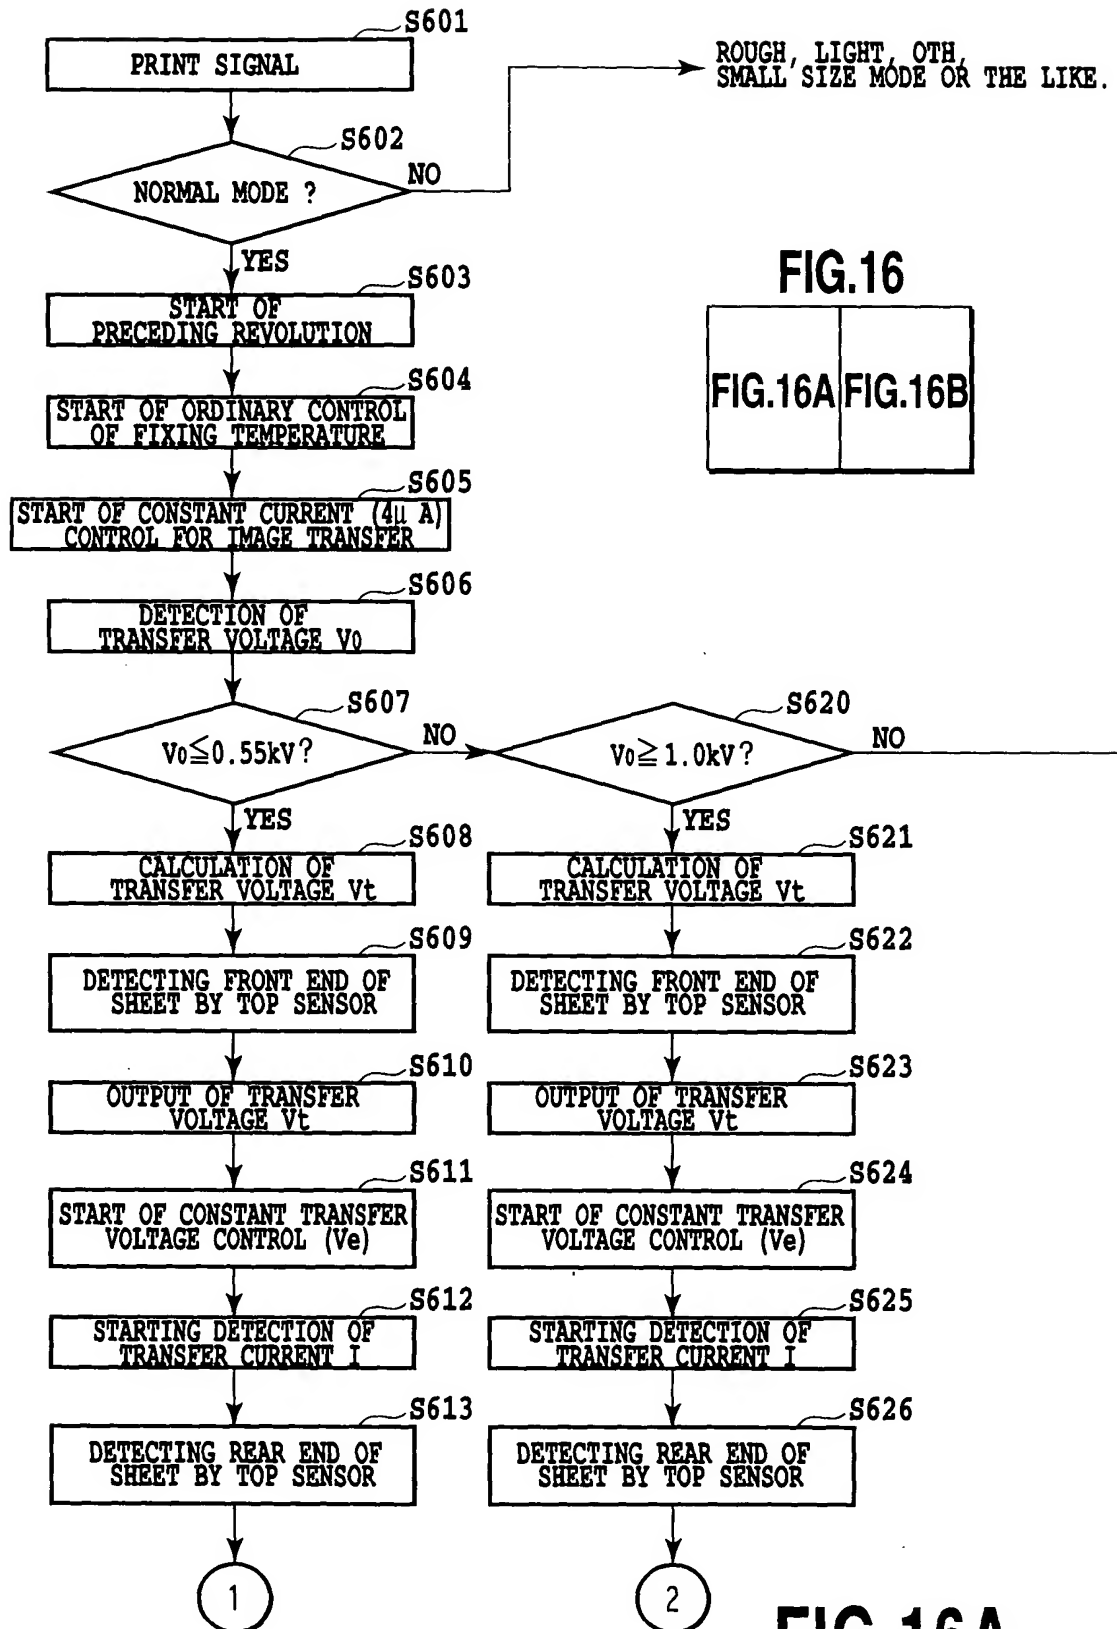 S601
PRINT SIGNAL
ROUGH, LIGHT, OTH,
SMALL SIZE MODE OR THE LIKE.
S602
NORMAL MODE ?
NO
YES
S603
START OF
PRECEDING REVOLUTION
FIG.16
FIG.16A FIG.16B
S604
START OF ORDINARY CONTROL
OF FIXING TEMPERATURE
S605
START OF CONSTANT CURRENT (4μ A)
CONTROL FOR IMAGE TRANSFER
S606
DETECTION OF
TRANSFER VOLTAGE V0
S607
V0≦0.55kV?
NO
YES
S620
V0≧1.0kV?
NO
YES
S608
CALCULATION OF
TRANSFER VOLTAGE Vt
S621
CALCULATION OF
TRANSFER VOLTAGE Vt
S609
DETECTING FRONT END OF
SHEET BY TOP SENSOR
S622
DETECTING FRONT END OF
SHEET BY TOP SENSOR
S610
OUTPUT OF TRANSFER
VOLTAGE Vt
S623
OUTPUT OF TRANSFER
VOLTAGE Vt
S611
START OF CONSTANT TRANSFER
VOLTAGE CONTROL (Ve)
S624
START OF CONSTANT TRANSFER
VOLTAGE CONTROL (Ve)
S612
STARTING DETECTION OF
TRANSFER CURRENT I
S625
STARTING DETECTION OF
TRANSFER CURRENT I
S613
DETECTING REAR END OF
SHEET BY TOP SENSOR
S626
DETECTING REAR END OF
SHEET BY TOP SENSOR
1
2
FIG.16A